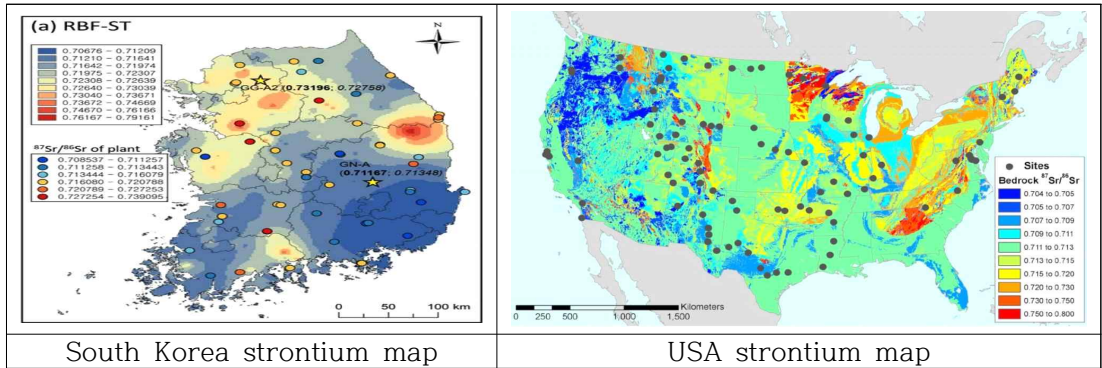 (a) RBF-ST
N
0.70676 - 0.71209
0.71210 - 0.71641
0.71642 - 0.71974
0.71975 - 0.72307
0.72308 - 0.72639
0.72640 - 0.73039
0.73040 - 0.73671
0.73672 - 0.74669
0.74670 - 0.76166
0.76167 - 0.79161
GG-A2 (0.73196; 0.72758)
⁸⁷Sr/⁸⁶Sr of plant
0.708537 - 0.711257
0.711258 - 0.713443
0.713444 - 0.716079
0.716080 - 0.720788
0.720789 - 0.727253
0.727254 - 0.739095
GN-A
(0.71167; 0.71348)
0 50 100 km
Sites
Bedrock ⁸⁷Sr/⁸⁶Sr
0.704 to 0.705
0.705 to 0.707
0.707 to 0.709
0.709 to 0.711
0.711 to 0.713
0.713 to 0.715
0.715 to 0.720
0.720 to 0.730
0.730 to 0.750
0.750 to 0.800
Kilometers
0 250 500 1,000 1,500
South Korea strontium map
USA strontium map